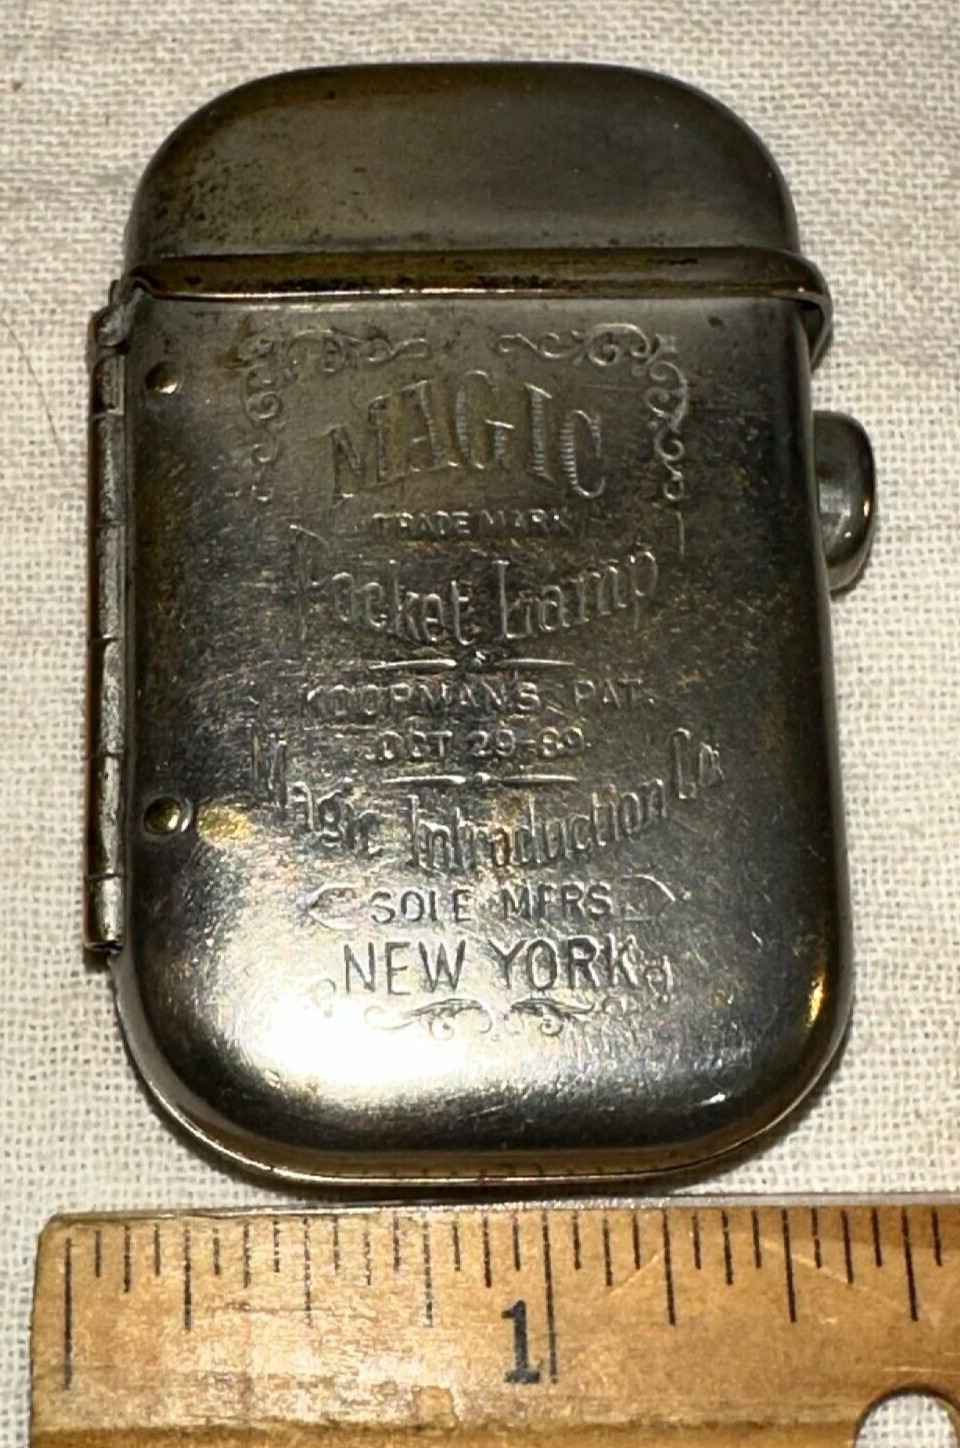 MAGIC
TRADE MARK
Pocket Lamp
KOOPMAN'S PAT.
OCT 29-89
Magic Introduction Co.
SOLE MFRS
NEW YORK
1